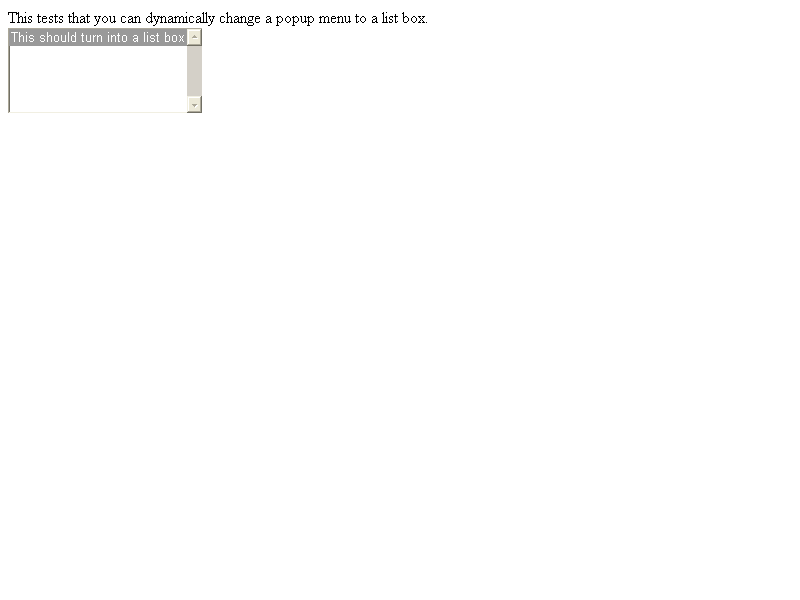 This tests that you can dynamically change a popup menu to a list box.
This should turn into a list box